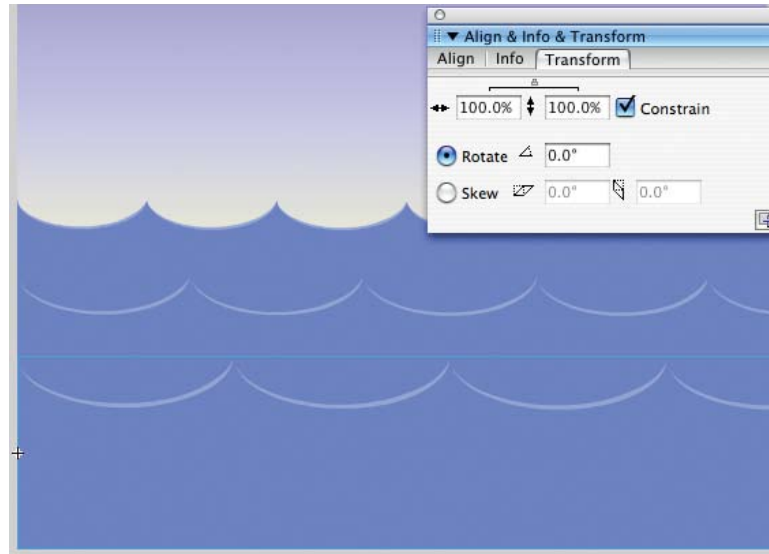 Align & Info & Transform
Align Info Transform
100.0% 100.0% Constrain
Rotate 0.0°
Skew 0.0° 0.0°